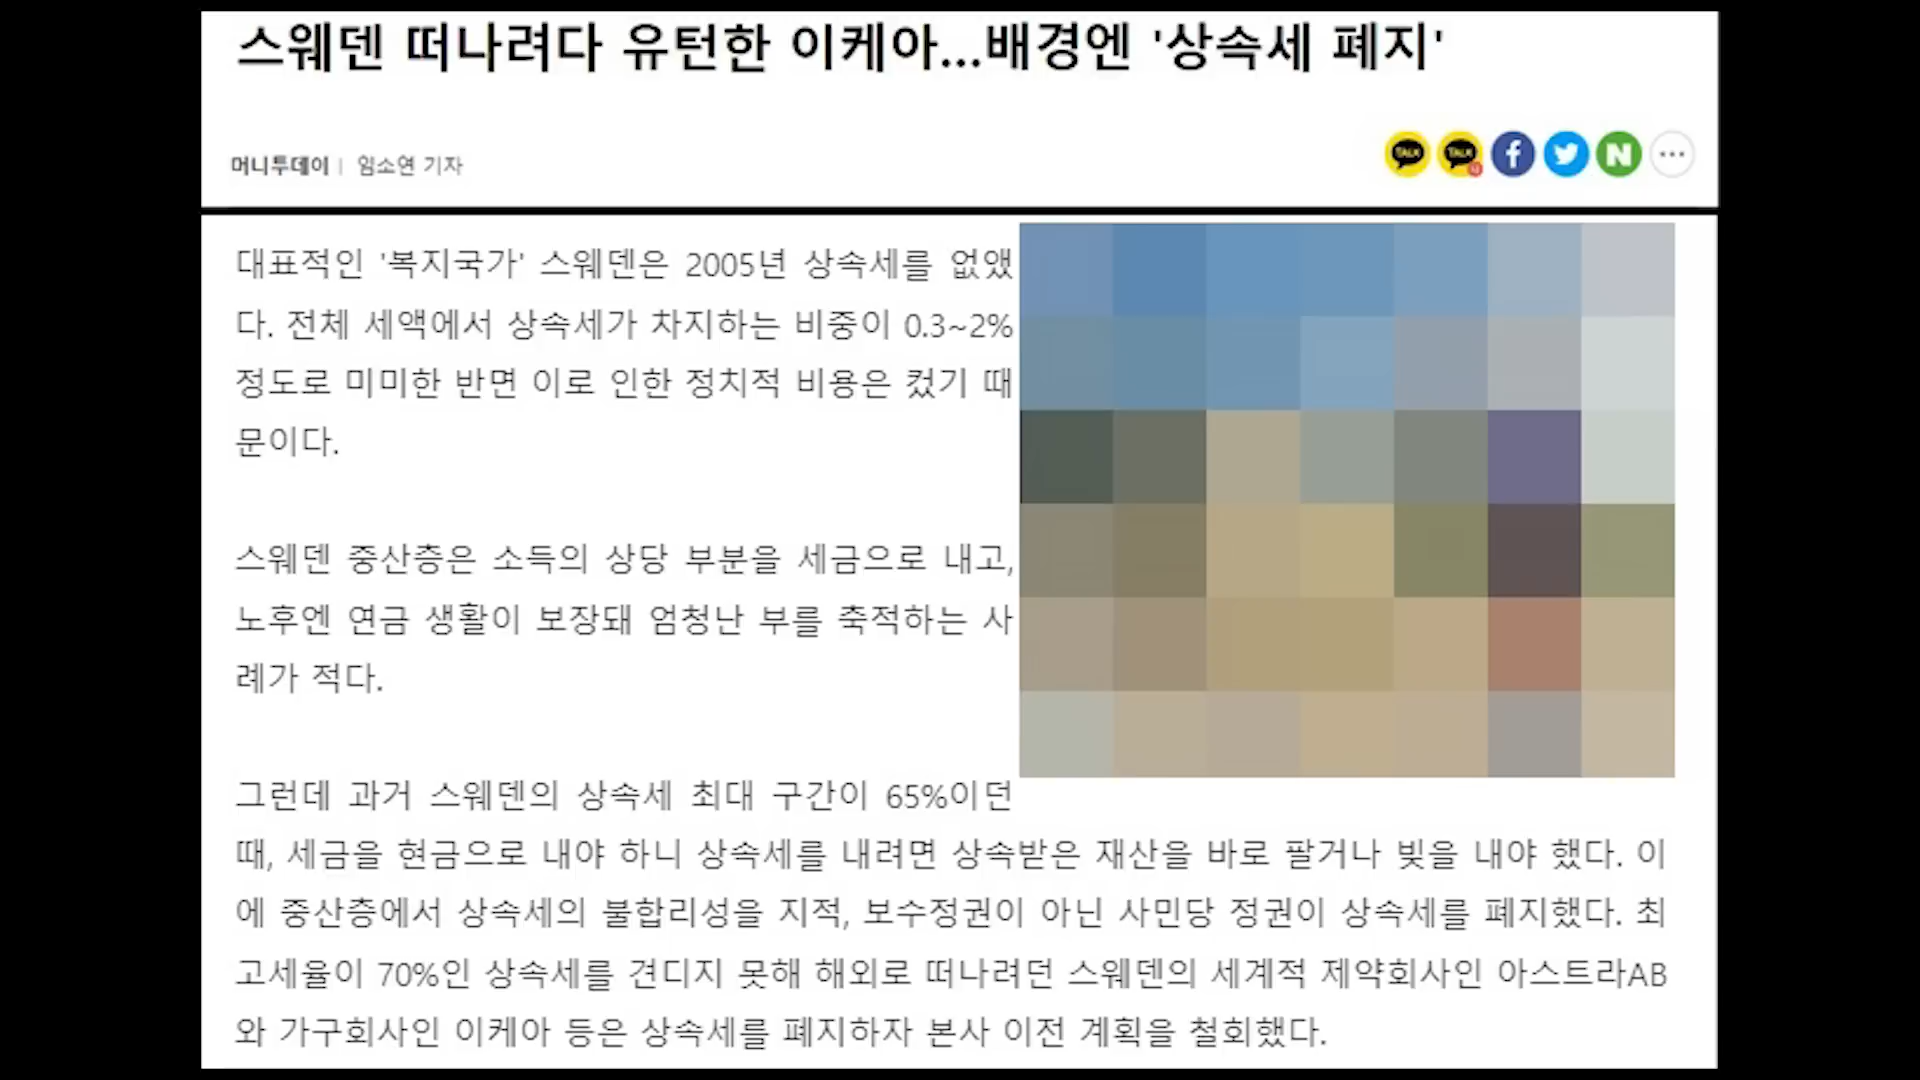 스웨덴 떠나려다 유턴한 이케아...배경엔 '상속세 폐지'
머니투데이 | 임소연 기자
TALK
TALK
f
N
대표적인 '복지국가' 스웨덴은 2005년 상속세를 없앴
다. 전체 세액에서 상속세가 차지하는 비중이 0.3~2%
정도로 미미한 반면 이로 인한 정치적 비용은 컸기 때
문이다.
스웨덴 중산층은 소득의 상당 부분을 세금으로 내고,
노후엔 연금 생활이 보장돼 엄청난 부를 축적하는 사
례가 적다.
그런데 과거 스웨덴의 상속세 최대 구간이 65%이던
때, 세금을 현금으로 내야 하니 상속세를 내려면 상속받은 재산을 바로 팔거나 빚을 내야 했다. 이
에 중산층에서 상속세의 불합리성을 지적, 보수정권이 아닌 사민당 정권이 상속세를 폐지했다. 최
고세율이 70%인 상속세를 견디지 못해 해외로 떠나려던 스웨덴의 세계적 제약회사인 아스트라AB
와 가구회사인 이케아 등은 상속세를 폐지하자 본사 이전 계획을 철회했다.